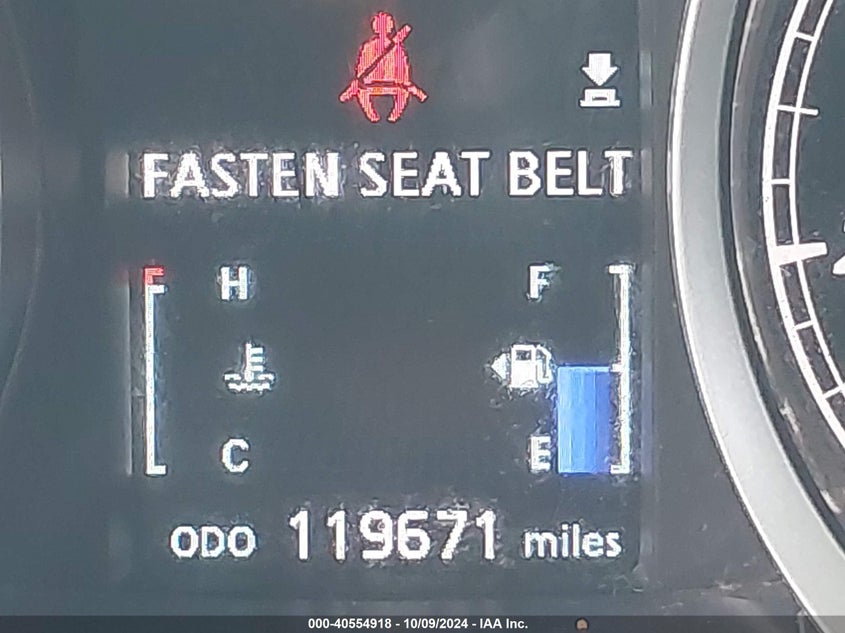 FASTEN SEAT BELT
H F
C E
ODO 119671 miles
000-40554918 - 10/09/2024 - IAA Inc.